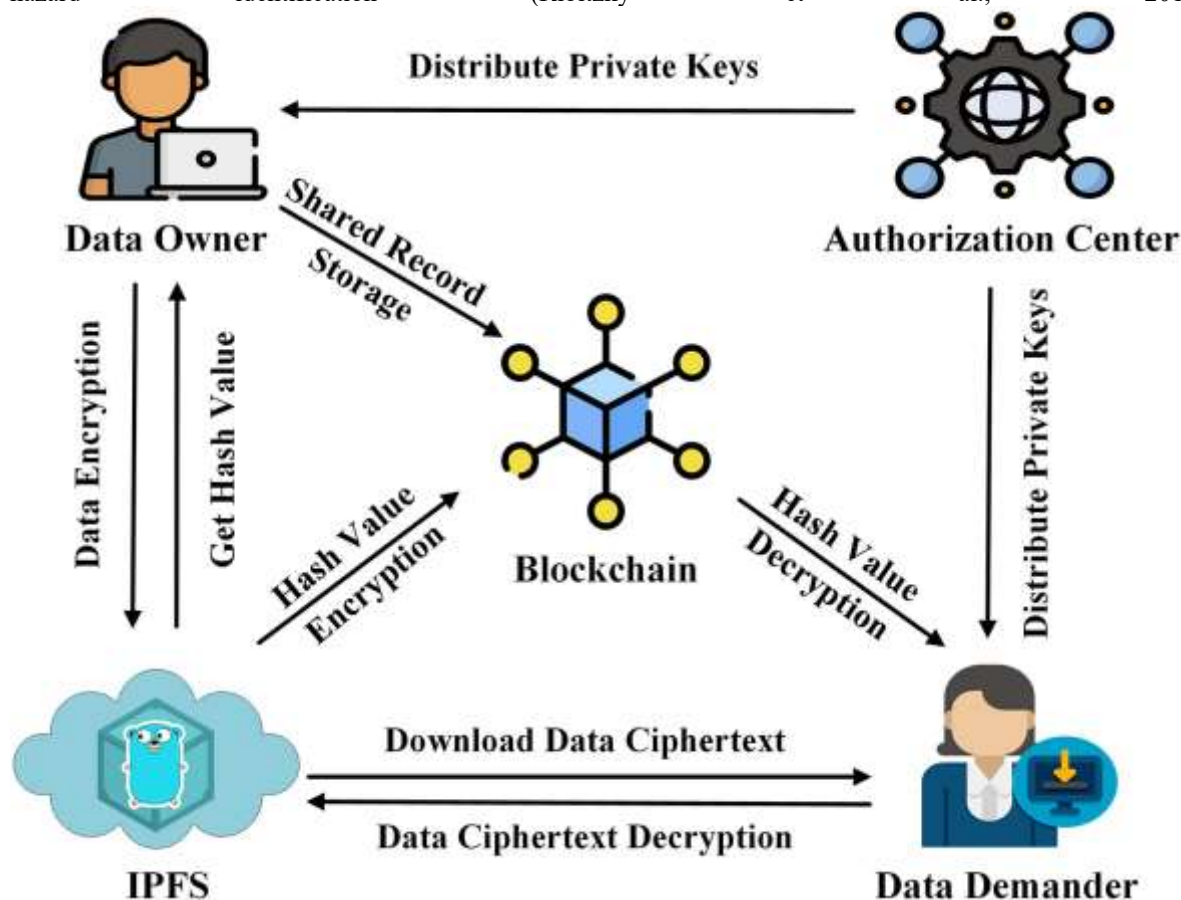 Distribute Private Keys
Data Owner
Authorization Center
Shared Record
Storage
Data Encryption
Get Hash Value
Distribute Private Keys
Hash Value
Encryption
Blockchain
Hash Value
Decryption
Download Data Ciphertext
Data Ciphertext Decryption
IPFS
Data Demander